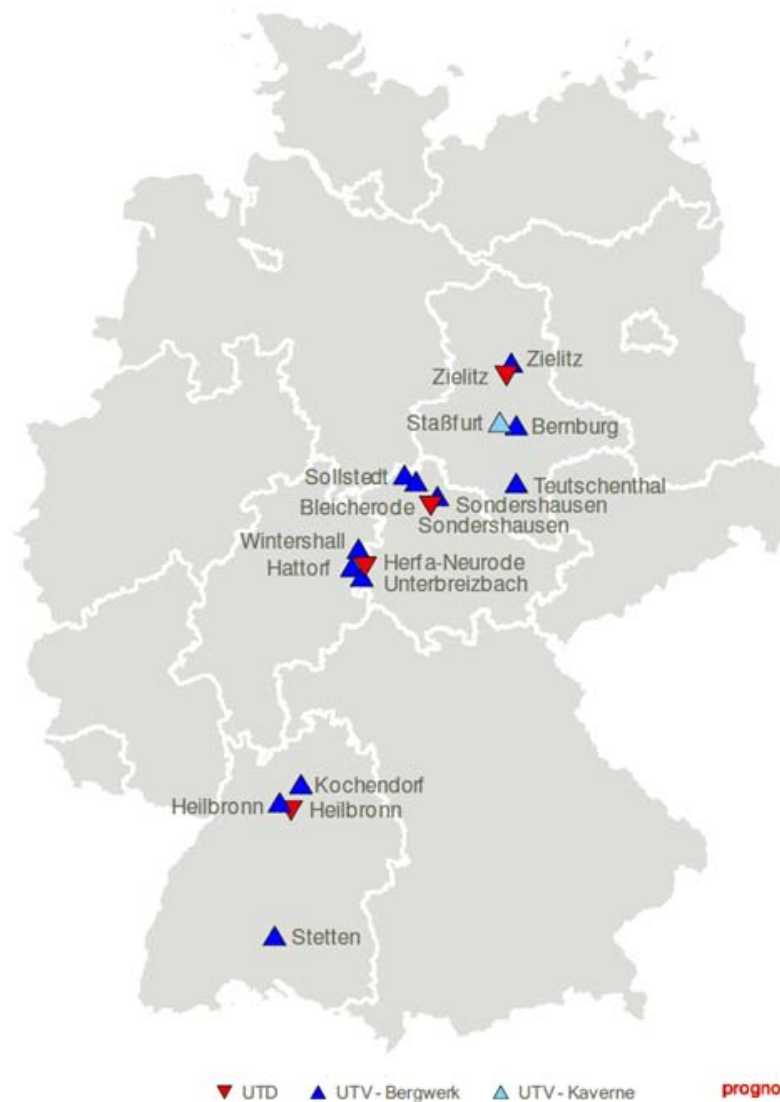 Zielitz
Zielitz
Staßfurt
Bernburg
Sollstedt
Teutschenthal
Bleicherode
Sondershausen
Sondershausen
Wintershall
Hattorf
Herfa-Neurode
Unterbreizbach
Kochendorf
Heilbronn
Heilbronn
Stetten
UTD UTV - Bergwerk UTV - Kaverne
progno